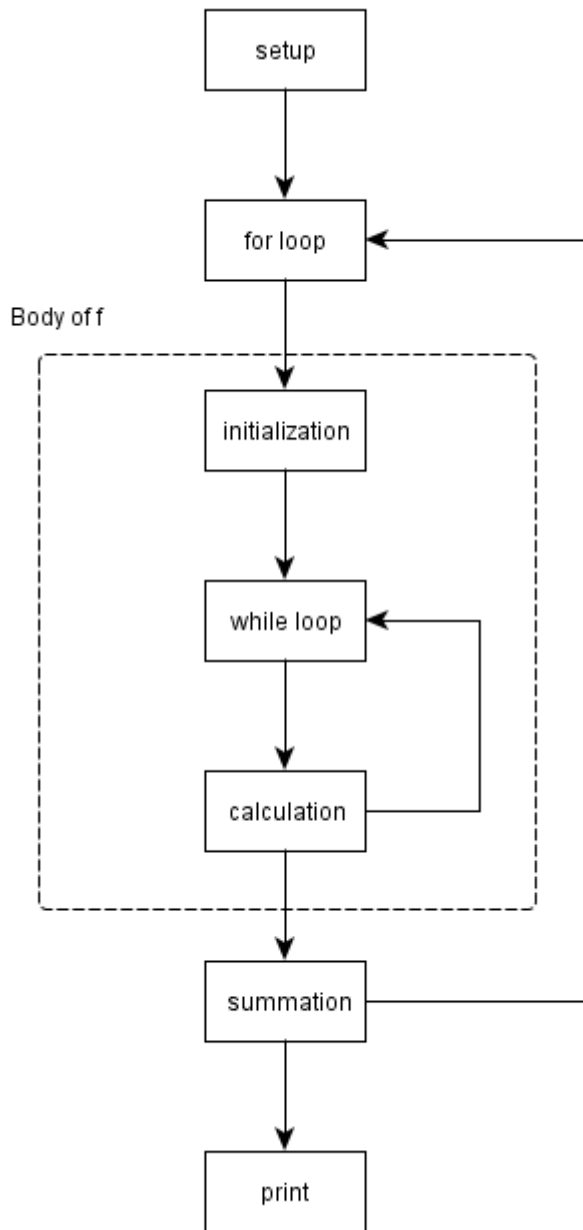 setup
for loop
Body of f
initialization
while loop
calculation
summation
print